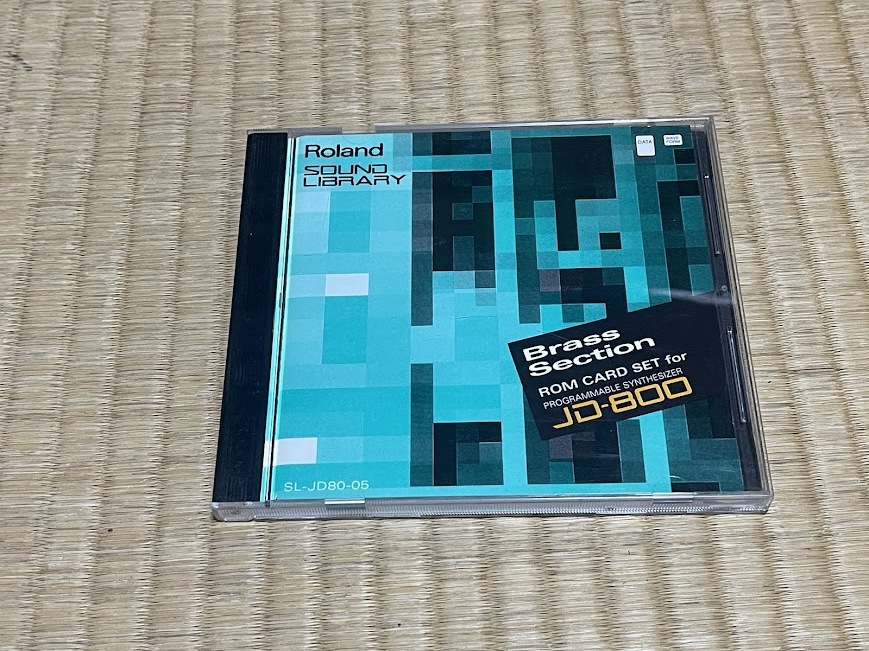 Roland
SOUND
LIBRARY
DATA
WAVE
FORM
Brass
Section
ROM CARD SET for
PROGRAMMABLE SYNTHESIZER
JD-800
SL-JD80-05